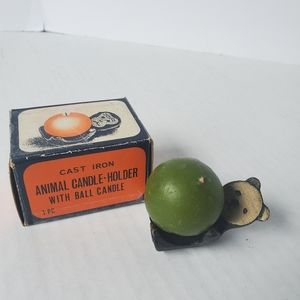 CAST IRON
ANIMAL CANDLE-HOLDER
WITH BALL CANDLE
1 PC